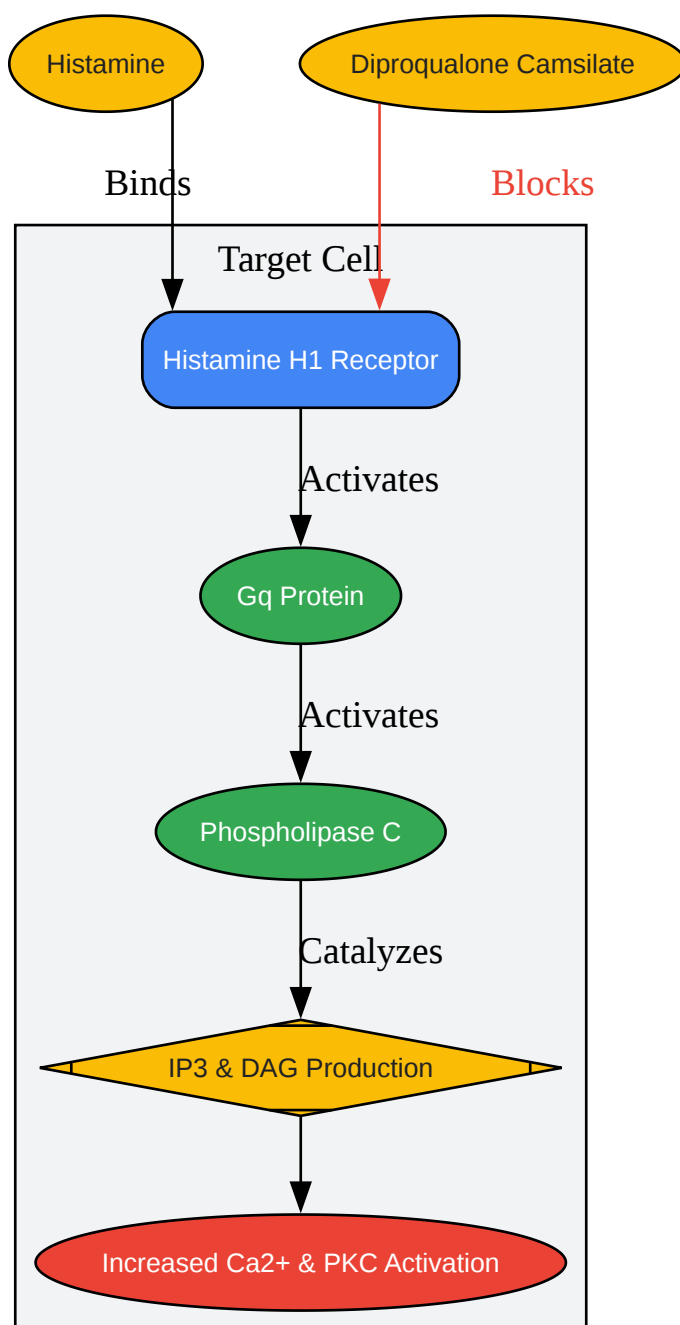 Histamine
Diproqualone Camsilate
Binds
Blocks
Target Cell
Histamine H1 Receptor
Activates
Gq Protein
Activates
Phospholipase C
Catalyzes
IP3 & DAG Production
Increased Ca2+ & PKC Activation